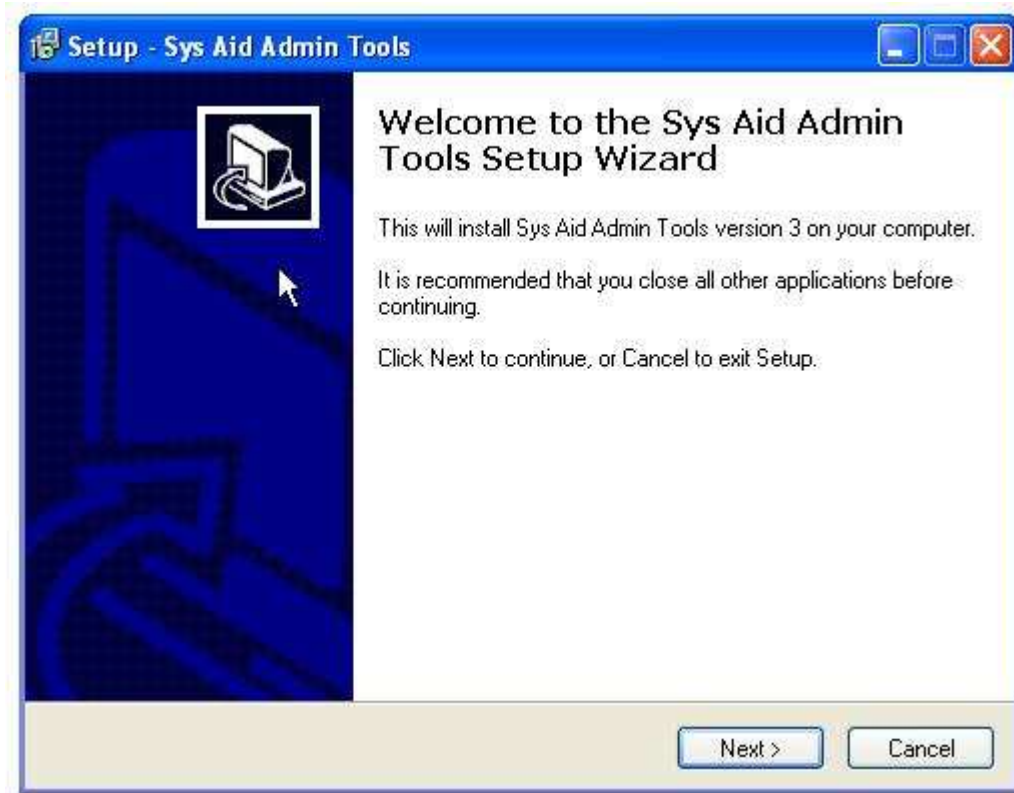 Setup - Sys Aid Admin Tools
Welcome to the Sys Aid Admin
Tools Setup Wizard
This will install Sys Aid Admin Tools version 3 on your computer.
It is recommended that you close all other applications before
continuing.
Click Next to continue, or Cancel to exit Setup.
Next >
Cancel